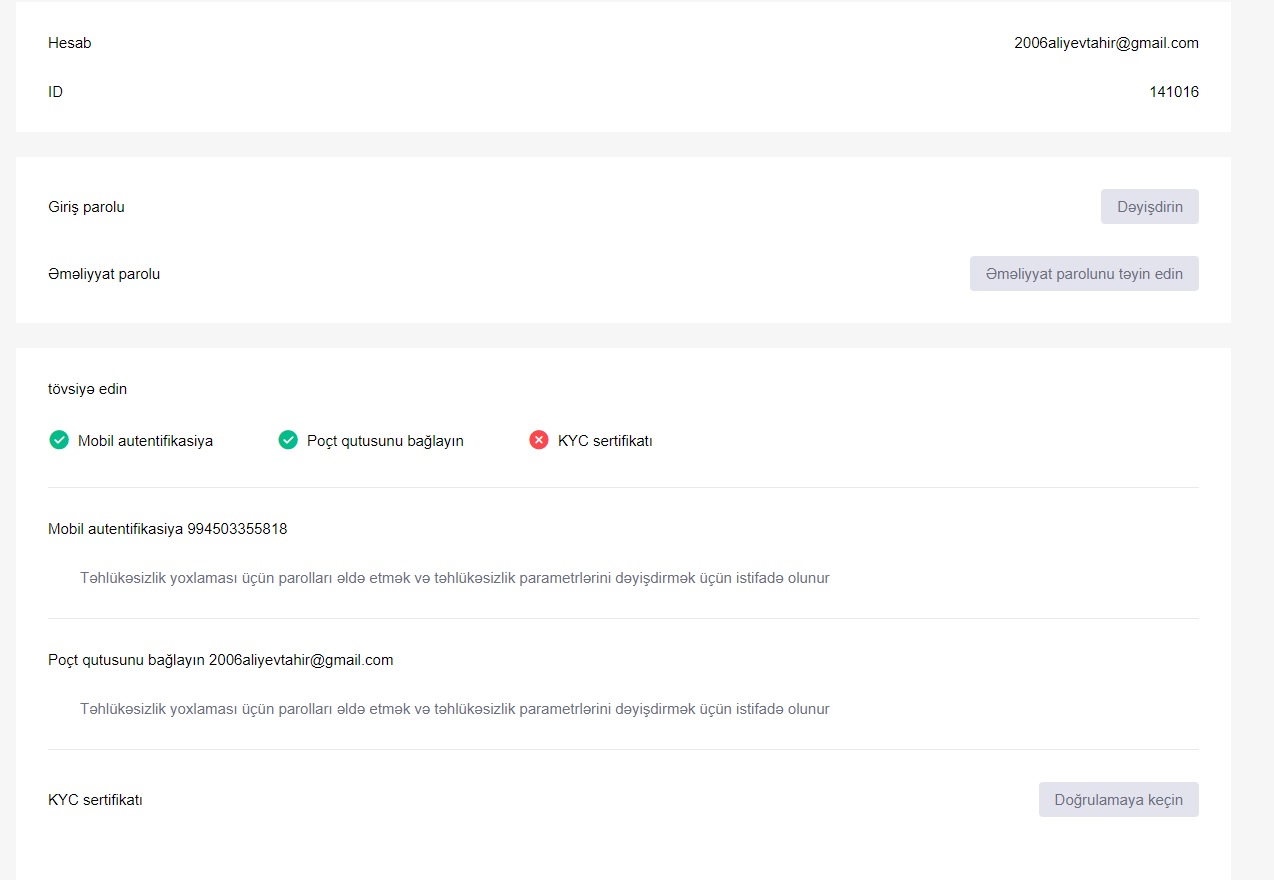 Hesab 2006aliyevtahir@gmail.com
ID 141016
Giriş parolu Dəyişdirin
Əməliyyat parolu Əməliyyat parolunu təyin edin
tövsiyə edin
Mobil autentifikasiya Poçt qutusunu bağlayın KYC sertifikatı
Mobil autentifikasiya 994503355818
Təhlükəsizlik yoxlaması üçün parolları əldə etmək və təhlükəsizlik parametrlərini dəyişdirmək üçün istifadə olunur
Poçt qutusunu bağlayın 2006aliyevtahir@gmail.com
Təhlükəsizlik yoxlaması üçün parolları əldə etmək və təhlükəsizlik parametrlərini dəyişdirmək üçün istifadə olunur
KYC sertifikatı Doğrulamaya keçin